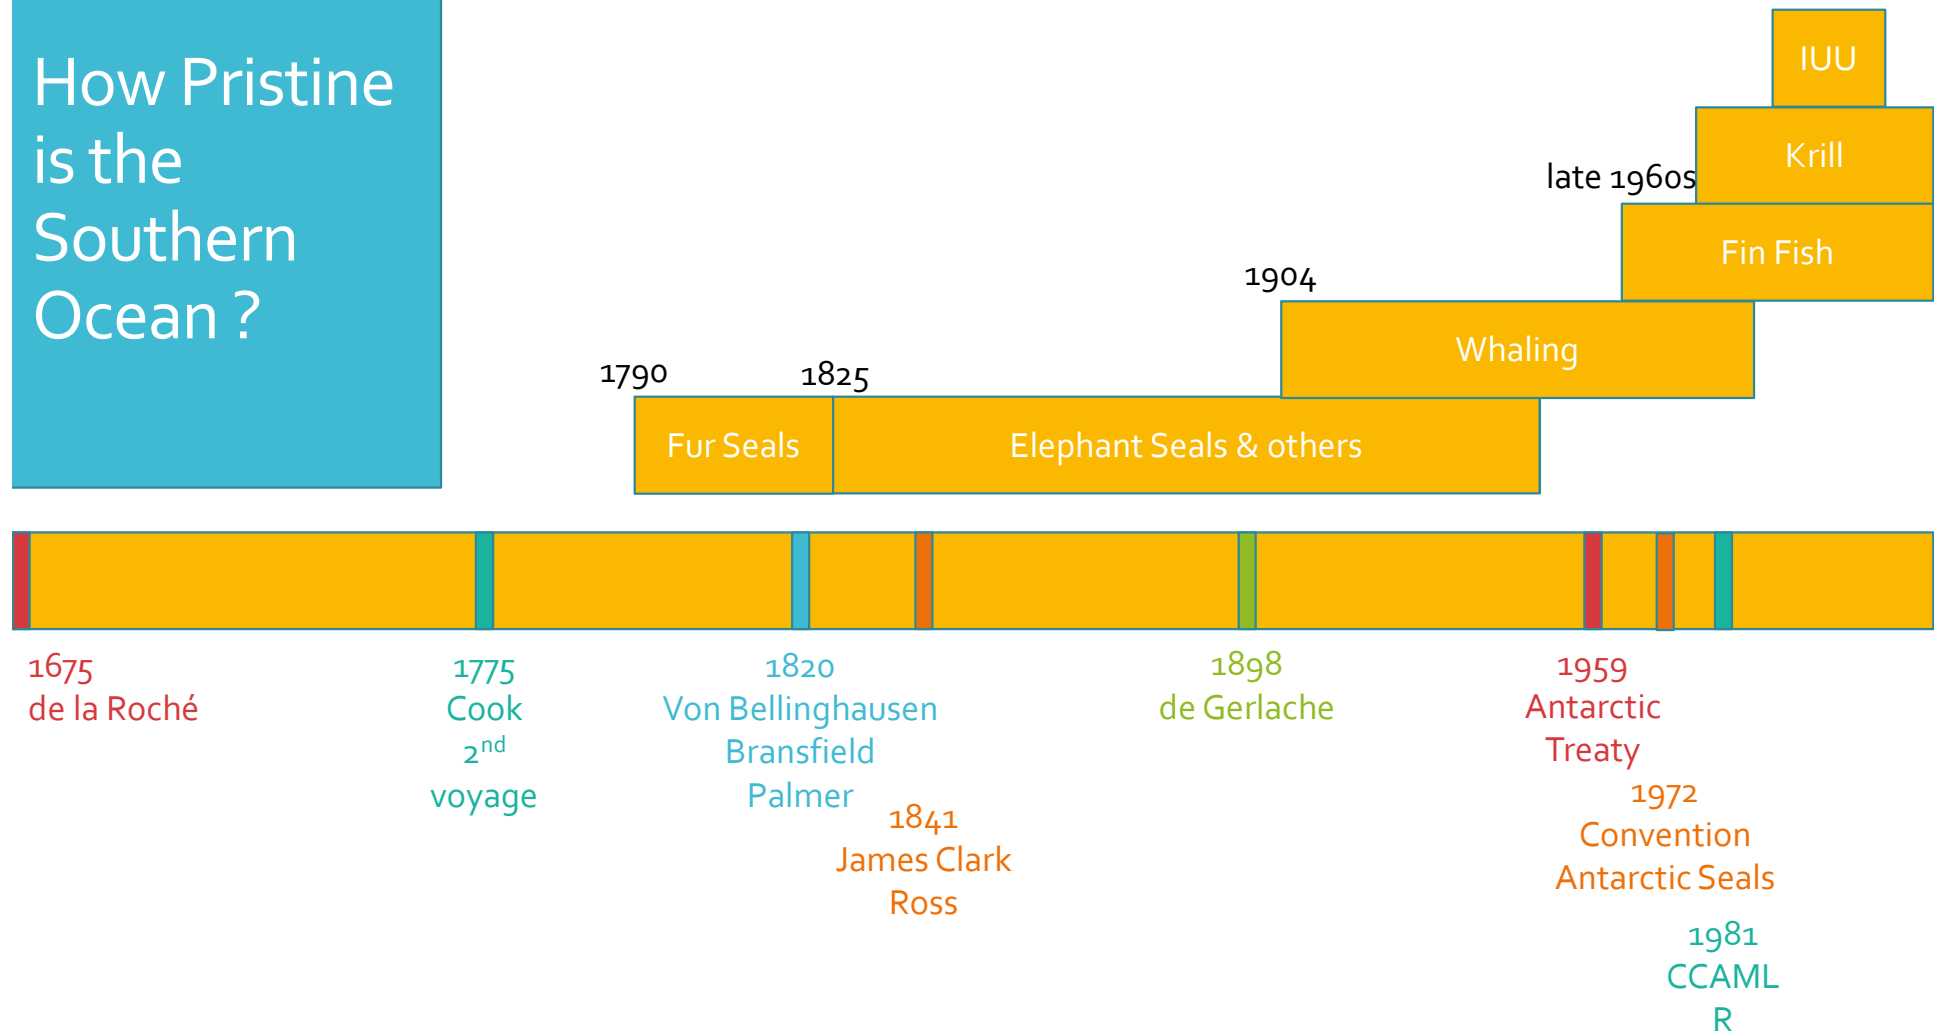 How Pristine
is the
Southern
Ocean ?
IUU
Krill
late 1960s
Fin Fish
1904
Whaling
1790
1825
Fur Seals
Elephant Seals & others
1675
de la Roché
1775
Cook
2nd
voyage
1820
Von Bellinghausen
Bransfield
Palmer
1841
James Clark
Ross
1898
de Gerlache
1959
Antarctic
Treaty
1972
Convention
Antarctic Seals
1981
CCAML
R